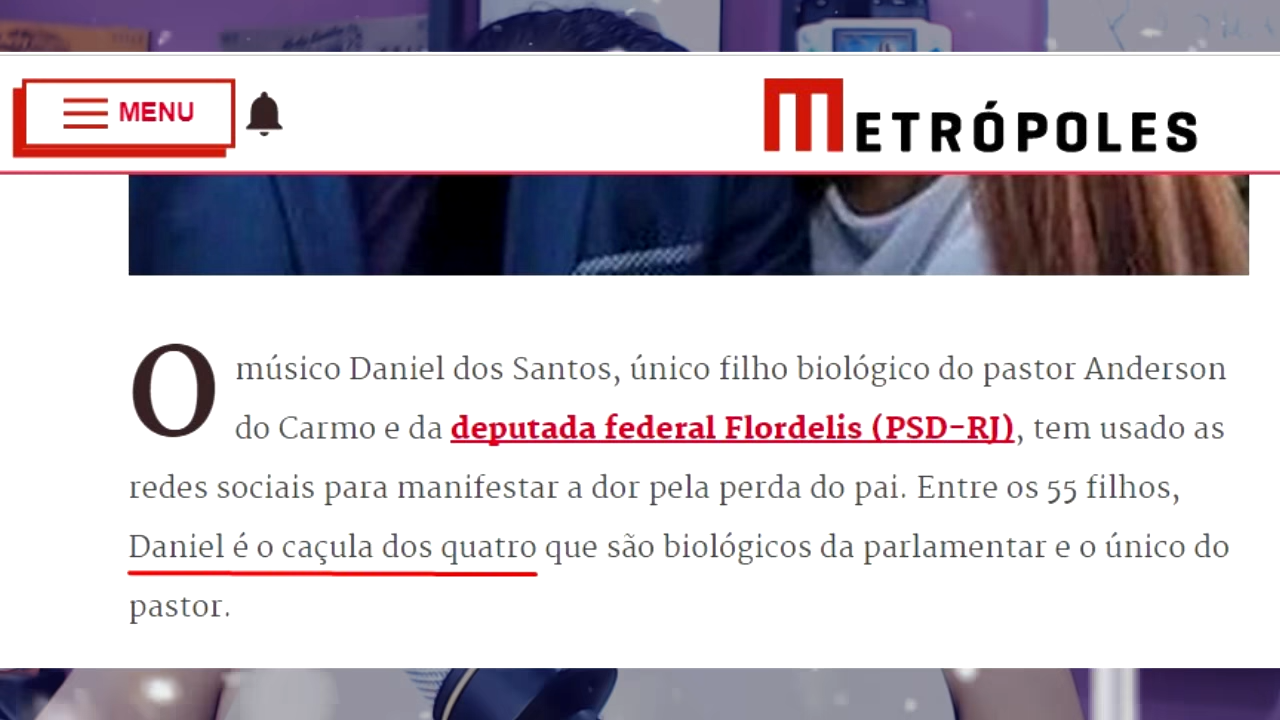 MENU
METRÓPOLES
O músico Daniel dos Santos, único filho biológico do pastor Anderson
do Carmo e da deputada federal Flordelis (PSD-RJ), tem usado as
redes sociais para manifestar a dor pela perda do pai. Entre os 55 filhos,
Daniel é o caçula dos quatro que são biológicos da parlamentar e o único do
pastor.